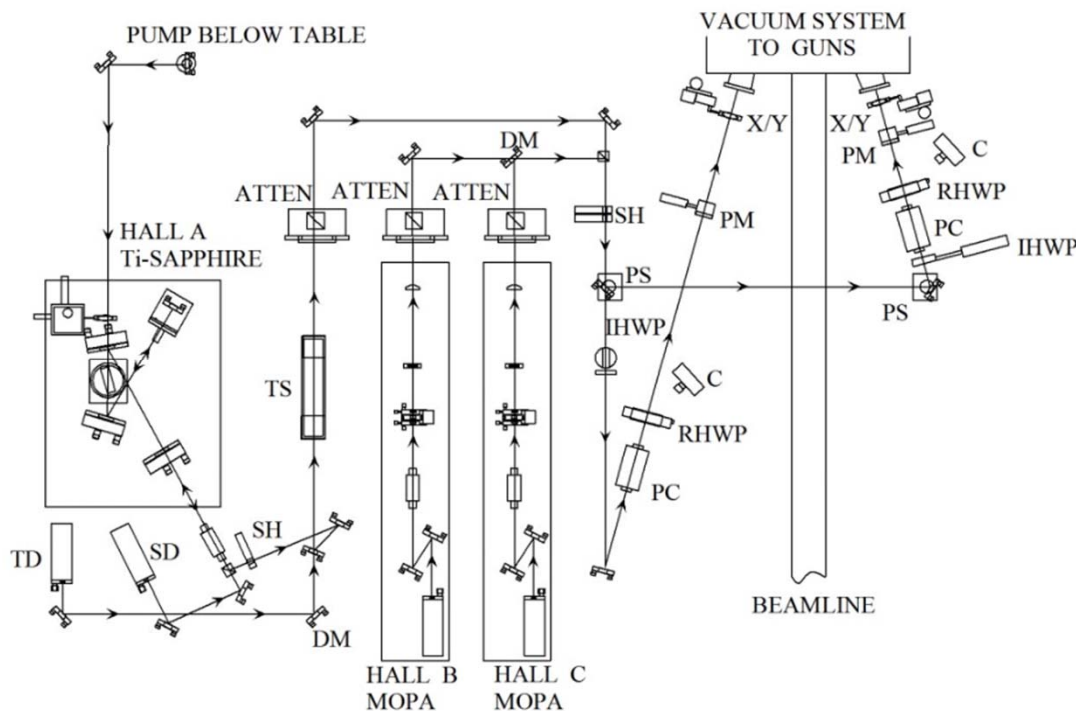 PUMP BELOW TABLE
VACUUM SYSTEM
TO GUNS
X/Y
X/Y
DM
PM
C
ATTEN
ATTEN
ATTEN
RHWP
SH
PM
PC
HALL A
Ti-SAPPHIRE
IHWP
PS
PS
IHWP
TS
C
RHWP
PC
SH
TD
SD
BEAMLINE
DM
HALL B
MOPA
HALL C
MOPA